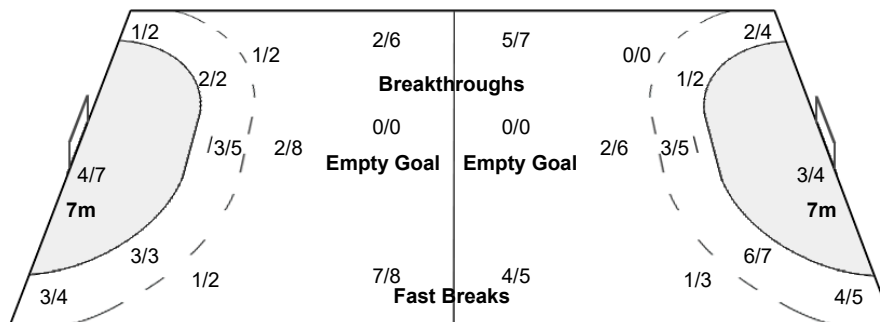 1/2 2/6 5/7 2/4
1/2 0/0
2/2 Breakthroughs 1/2
0/0 0/0
3/5 2/8 2/6 3/5
Empty Goal Empty Goal
4/7 3/4
7m 7m
3/3 6/7
1/2 7/8 4/5 1/3
3/4 Fast Breaks 4/5